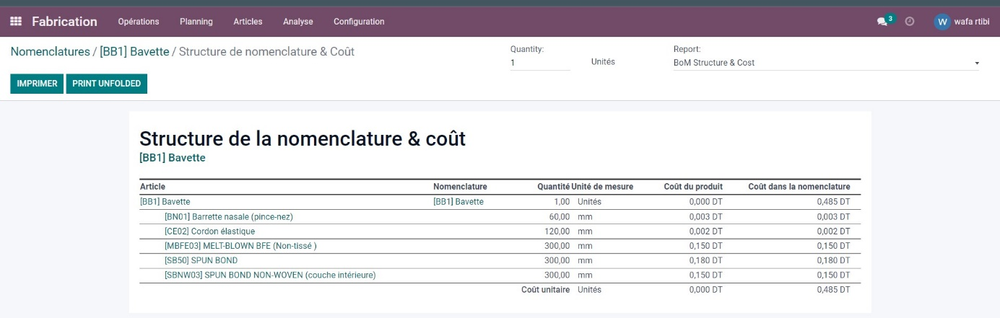 Fabrication Opérations Planning Articles Analyse Configuration 3 W wafa rtibi
Nomenclatures / [BB1] Bavette / Structure de nomenclature & Coût
Quantity: Report:
1 Unités BoM Structure & Cost
IMPRIMER PRINT UNFOLDED
Structure de la nomenclature & coût
[BB1] Bavette
Article Nomenclature Quantité Unité de mesure Coût du produit Coût dans la nomenclature
[BB1] Bavette [BB1] Bavette 1,00 Unités 0,000 DT 0,485 DT
[BN01] Barrette nasale (pince-nez) 60,00 mm 0,003 DT 0,003 DT
[CE02] Cordon élastique 120,00 mm 0,002 DT 0,002 DT
[MBFE03] MELT-BLOWN BFE (Non-tissé ) 300,00 mm 0,150 DT 0,150 DT
[SB50] SPUN BOND 300,00 mm 0,180 DT 0,180 DT
[SBNW03] SPUN BOND NON-WOVEN (couche intérieure) 300,00 mm 0,150 DT 0,150 DT
Coût unitaire Unités 0,000 DT 0,485 DT